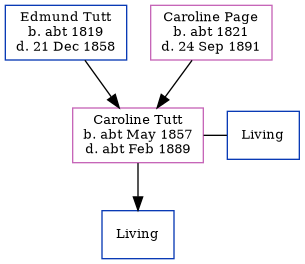 Edmund Tutt
b. abt 1819
d. 21 Dec 1858
Caroline Page
b. abt 1821
d. 24 Sep 1891
Caroline Tutt
b. abt May 1857
d. abt Feb 1889
Living
Living